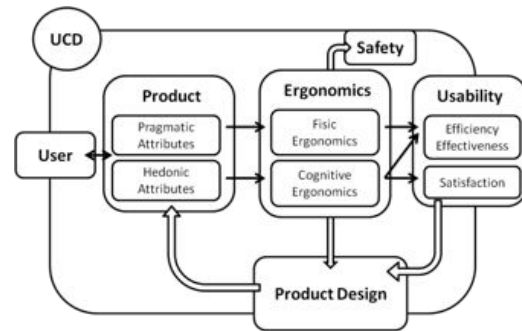 UCD
Safety
Product
Ergonomics
Usability
User
Pragmatic
Attributes
Hedonic
Attributes
Fisic
Ergonomics
Cognitive
Ergonomics
Efficiency
Effectiveness
Satisfaction
Product Design